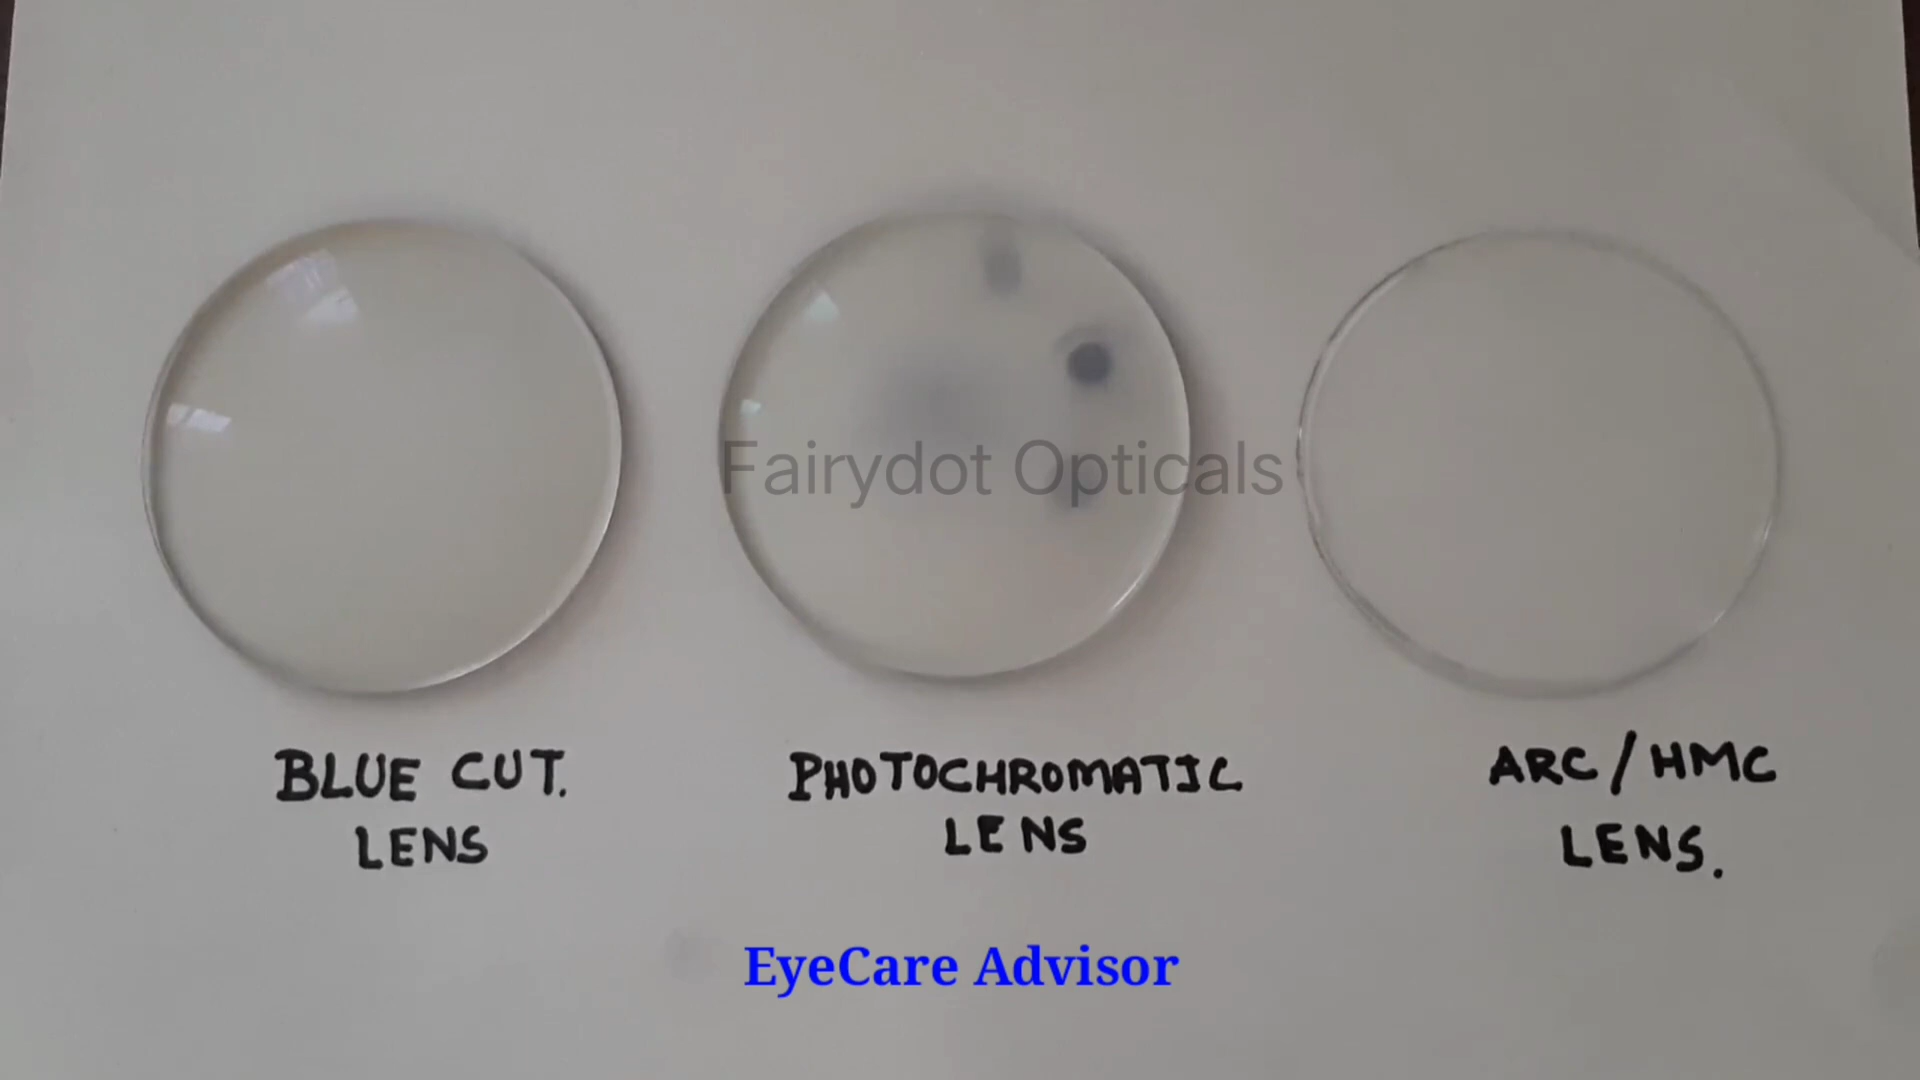 Fairydot Opticals
BLUE CUT.
LENS
PHOTOCHROMATIC
LENS
ARC/HMC
LENS.
EyeCare Advisor